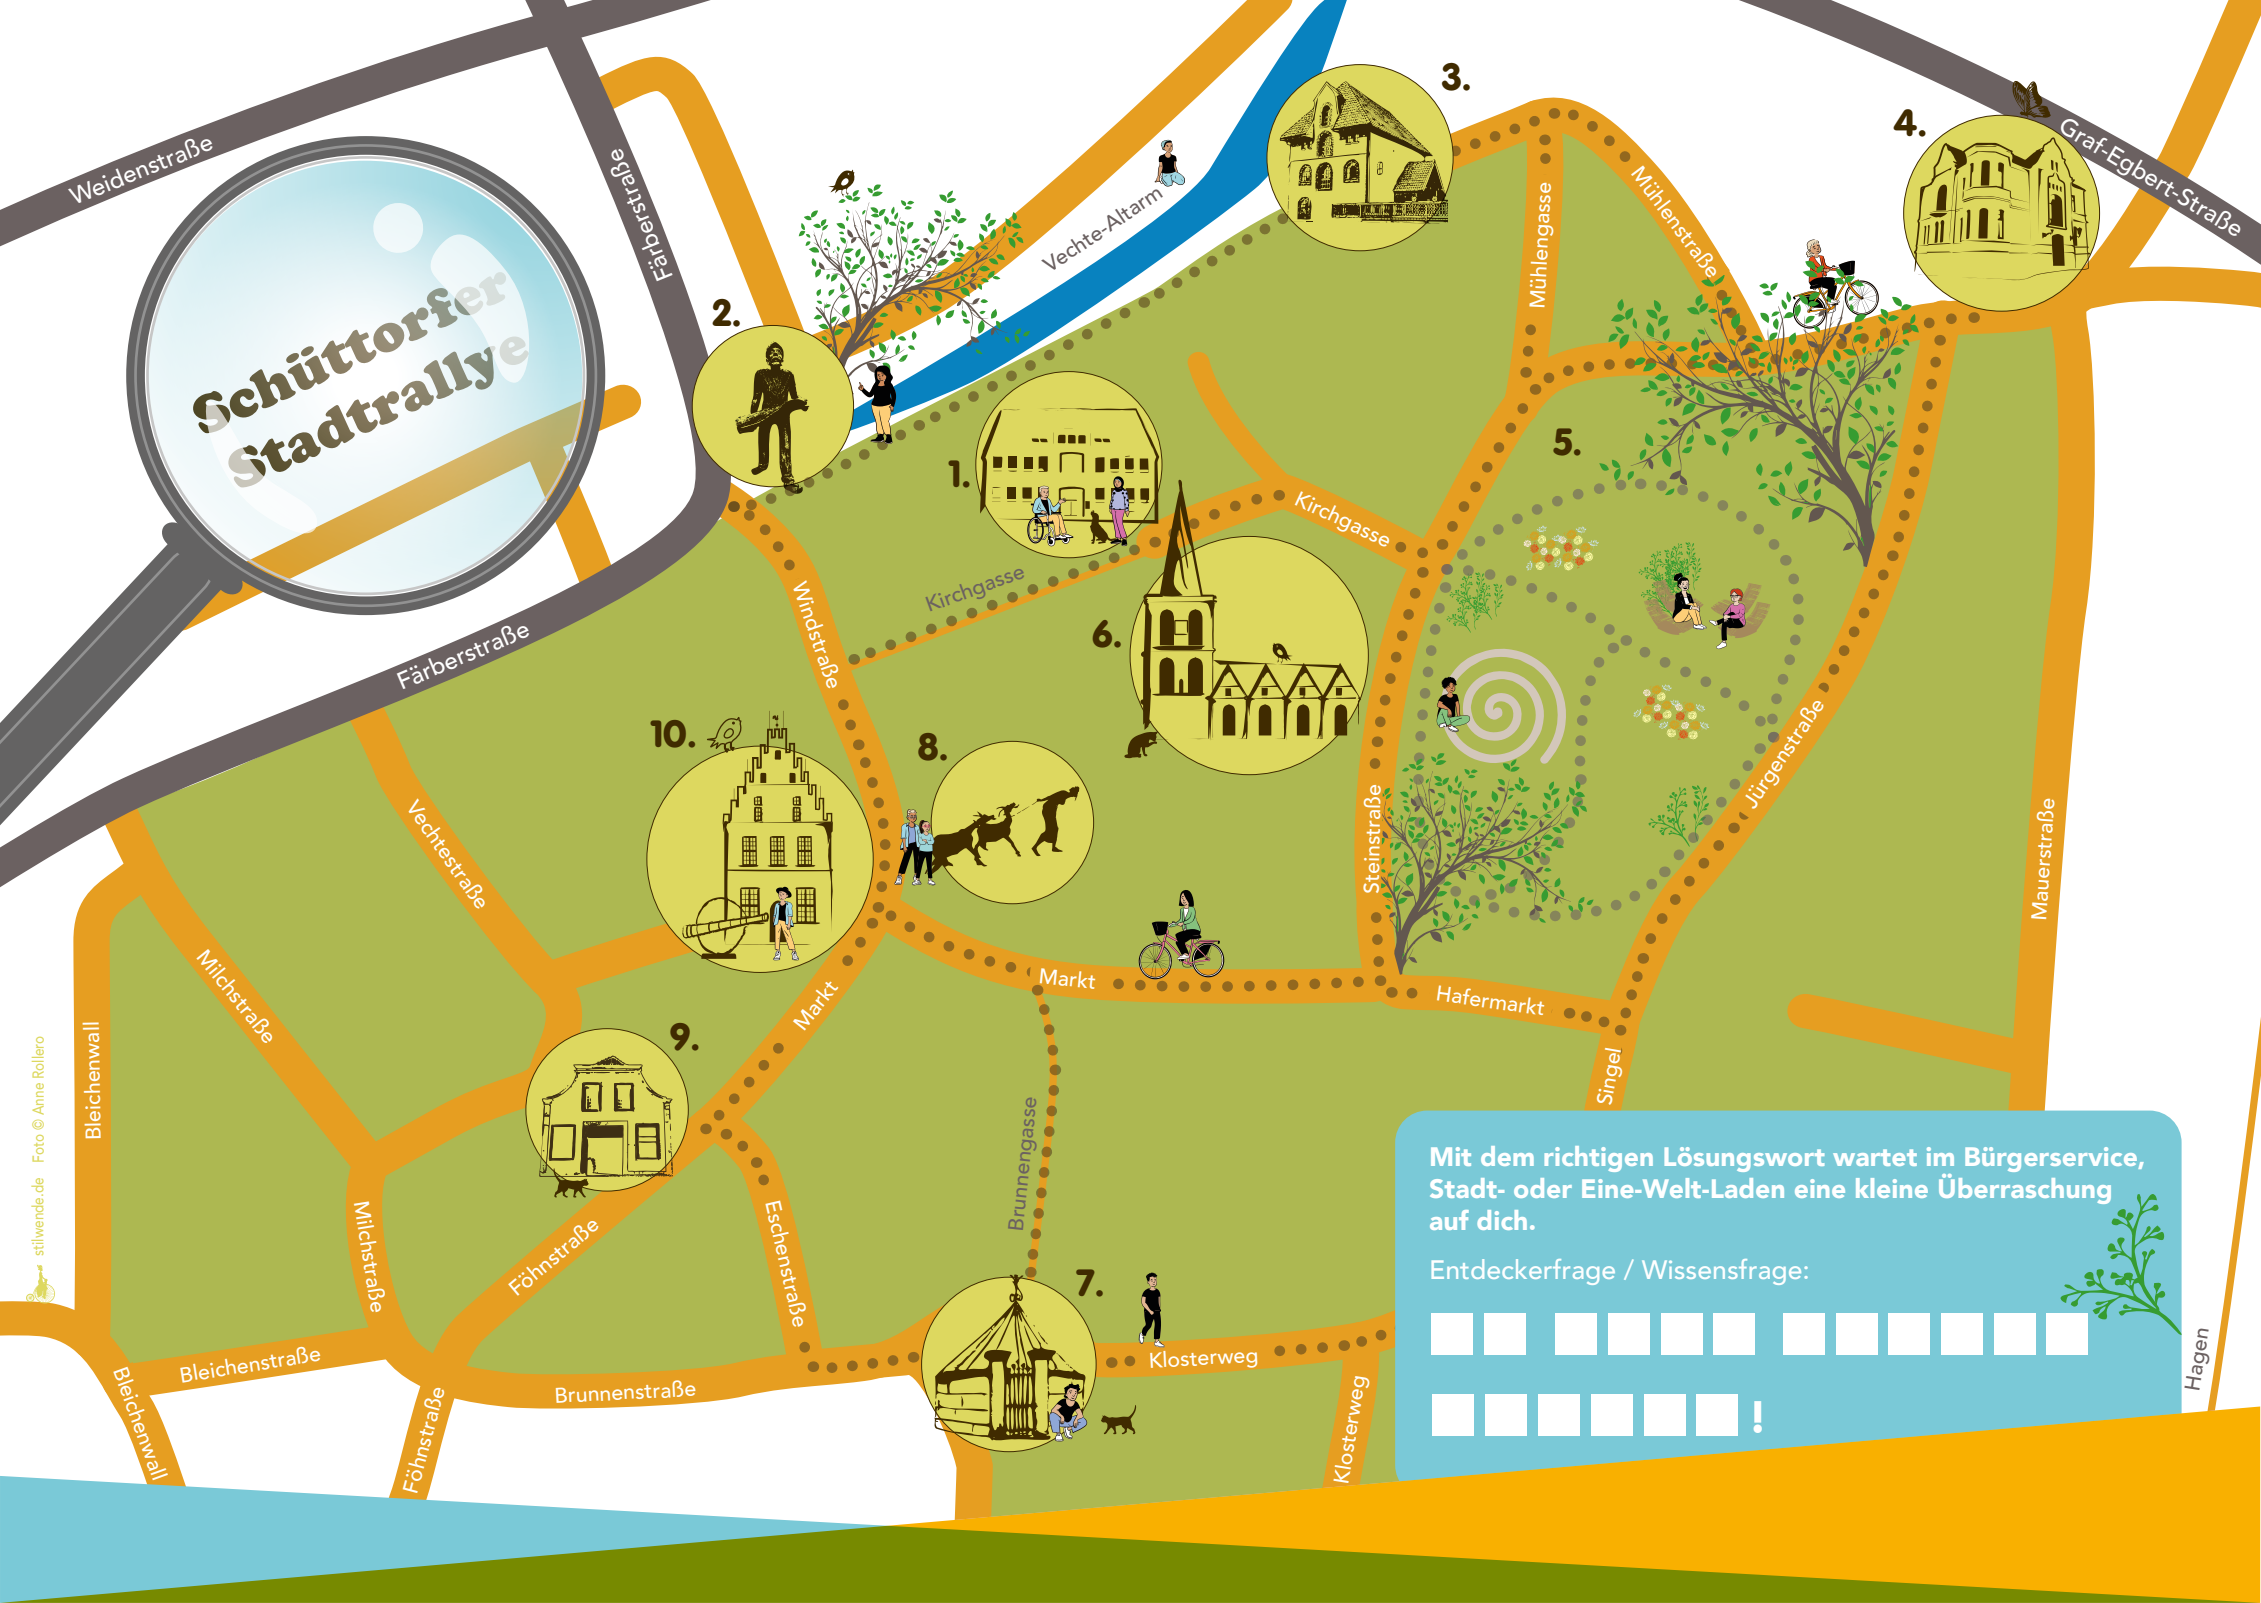 Schüttorfer
Stadtrallye
Weidenstraße
Färberstraße
Vechte-Altarm
3.
4.
Graf-Egbert-Straße
Mühlengasse
Mühlenstraße
2.
1.
5.
Kirchgasse
Kirchgasse
Windstraße
6.
Färberstraße
10.
8.
Vechtestraße
Steinstraße
Jürgenstraße
Mauerstraße
Milchstraße
Markt
Markt
Hafermarkt
Bleichenwall
9.
Singel
Brunnengasse
Milchstraße
Föhnstraße
Eschenstraße
7.
Klosterweg
Bleichenstraße
Brunnenstraße
Bleichenwall
Föhnstraße
Klosterweg
Hagen
Mit dem richtigen Lösungswort wartet im Bürgerservice,
Stadt- oder Eine-Welt-Laden eine kleine Überraschung
auf dich.
Entdeckerfrage / Wissensfrage:
!
stilwende.de Foto © Anne Rollero